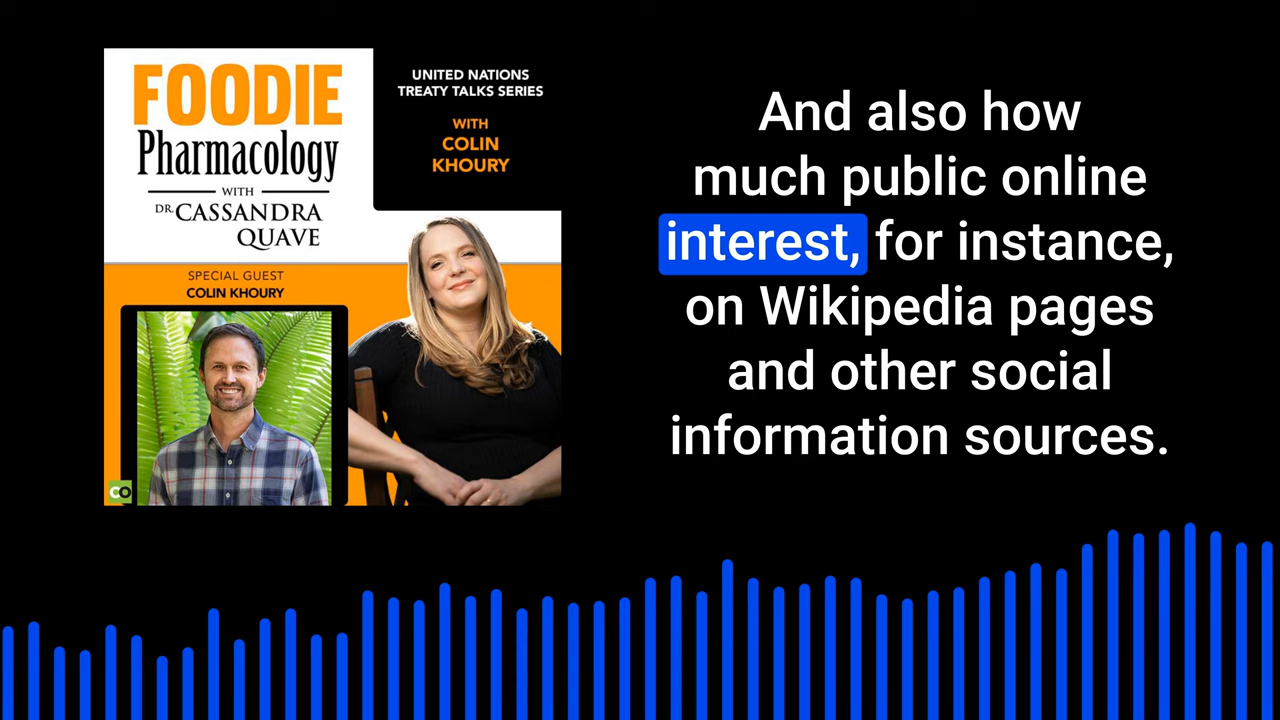 FOODIE
Pharmacology
WITH
DR. CASSANDRA
QUAVE
SPECIAL GUEST
COLIN KHOURY
UNITED NATIONS
TREATY TALKS SERIES
WITH
COLIN
KHOURY
CO
And also how
much public online
interest, for instance,
on Wikipedia pages
and other social
information sources.